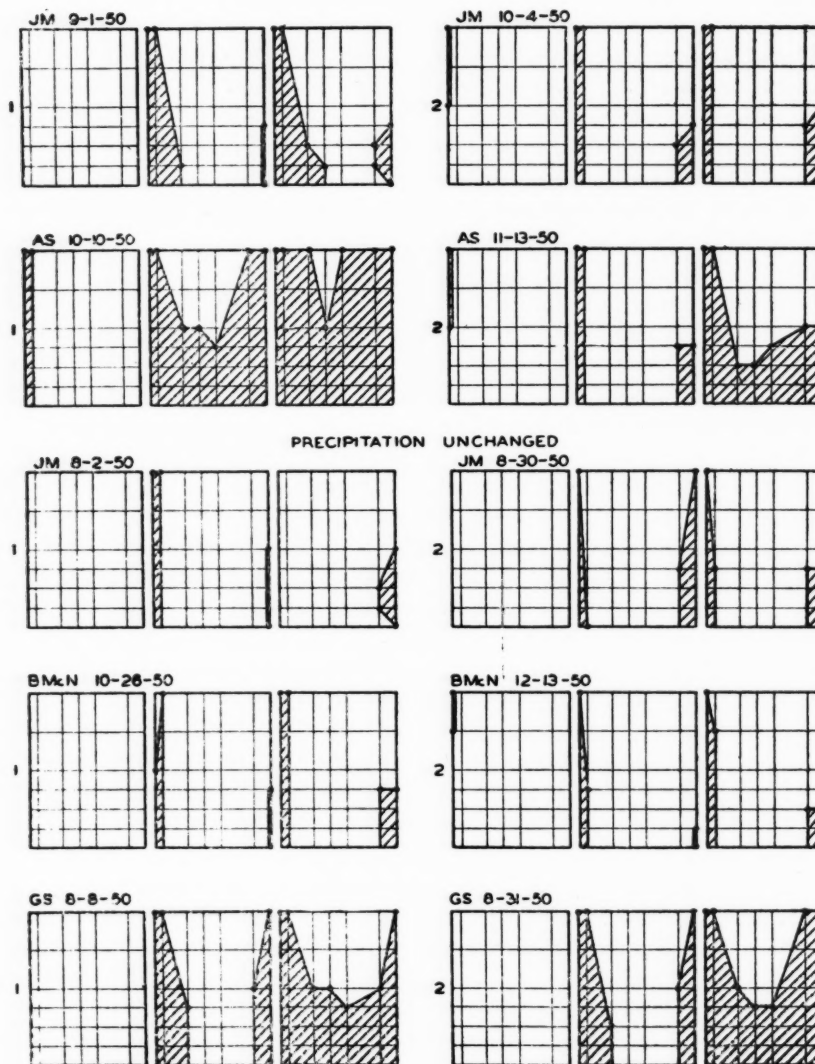 JM 9-1-50 JM 10-4-50
1 2
AS 10-10-50 AS 11-13-50
1 2
PRECIPITATION UNCHANGED
JM 8-2-50 JM 8-30-50
1 2
BMcN 10-26-50 BMcN 12-13-50
1 2
GS 8-8-50 GS 8-31-50
1 2